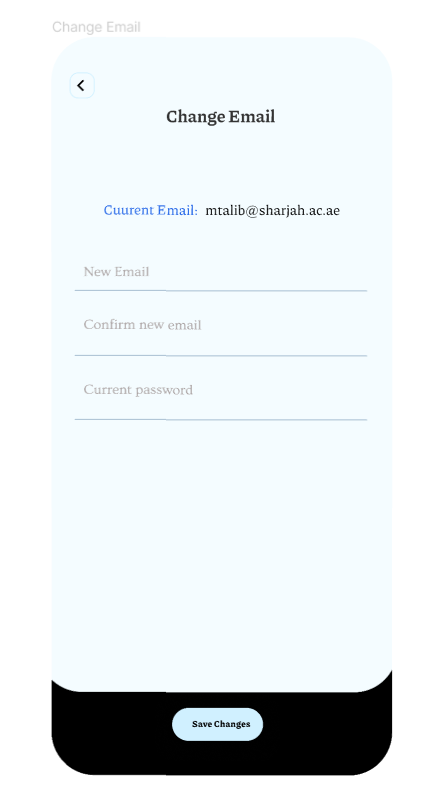 Change Email
Change Email
Cuurent Email: mtalib@sharjah.ac.ae
New Email
Confirm new email
Current password
Save Changes